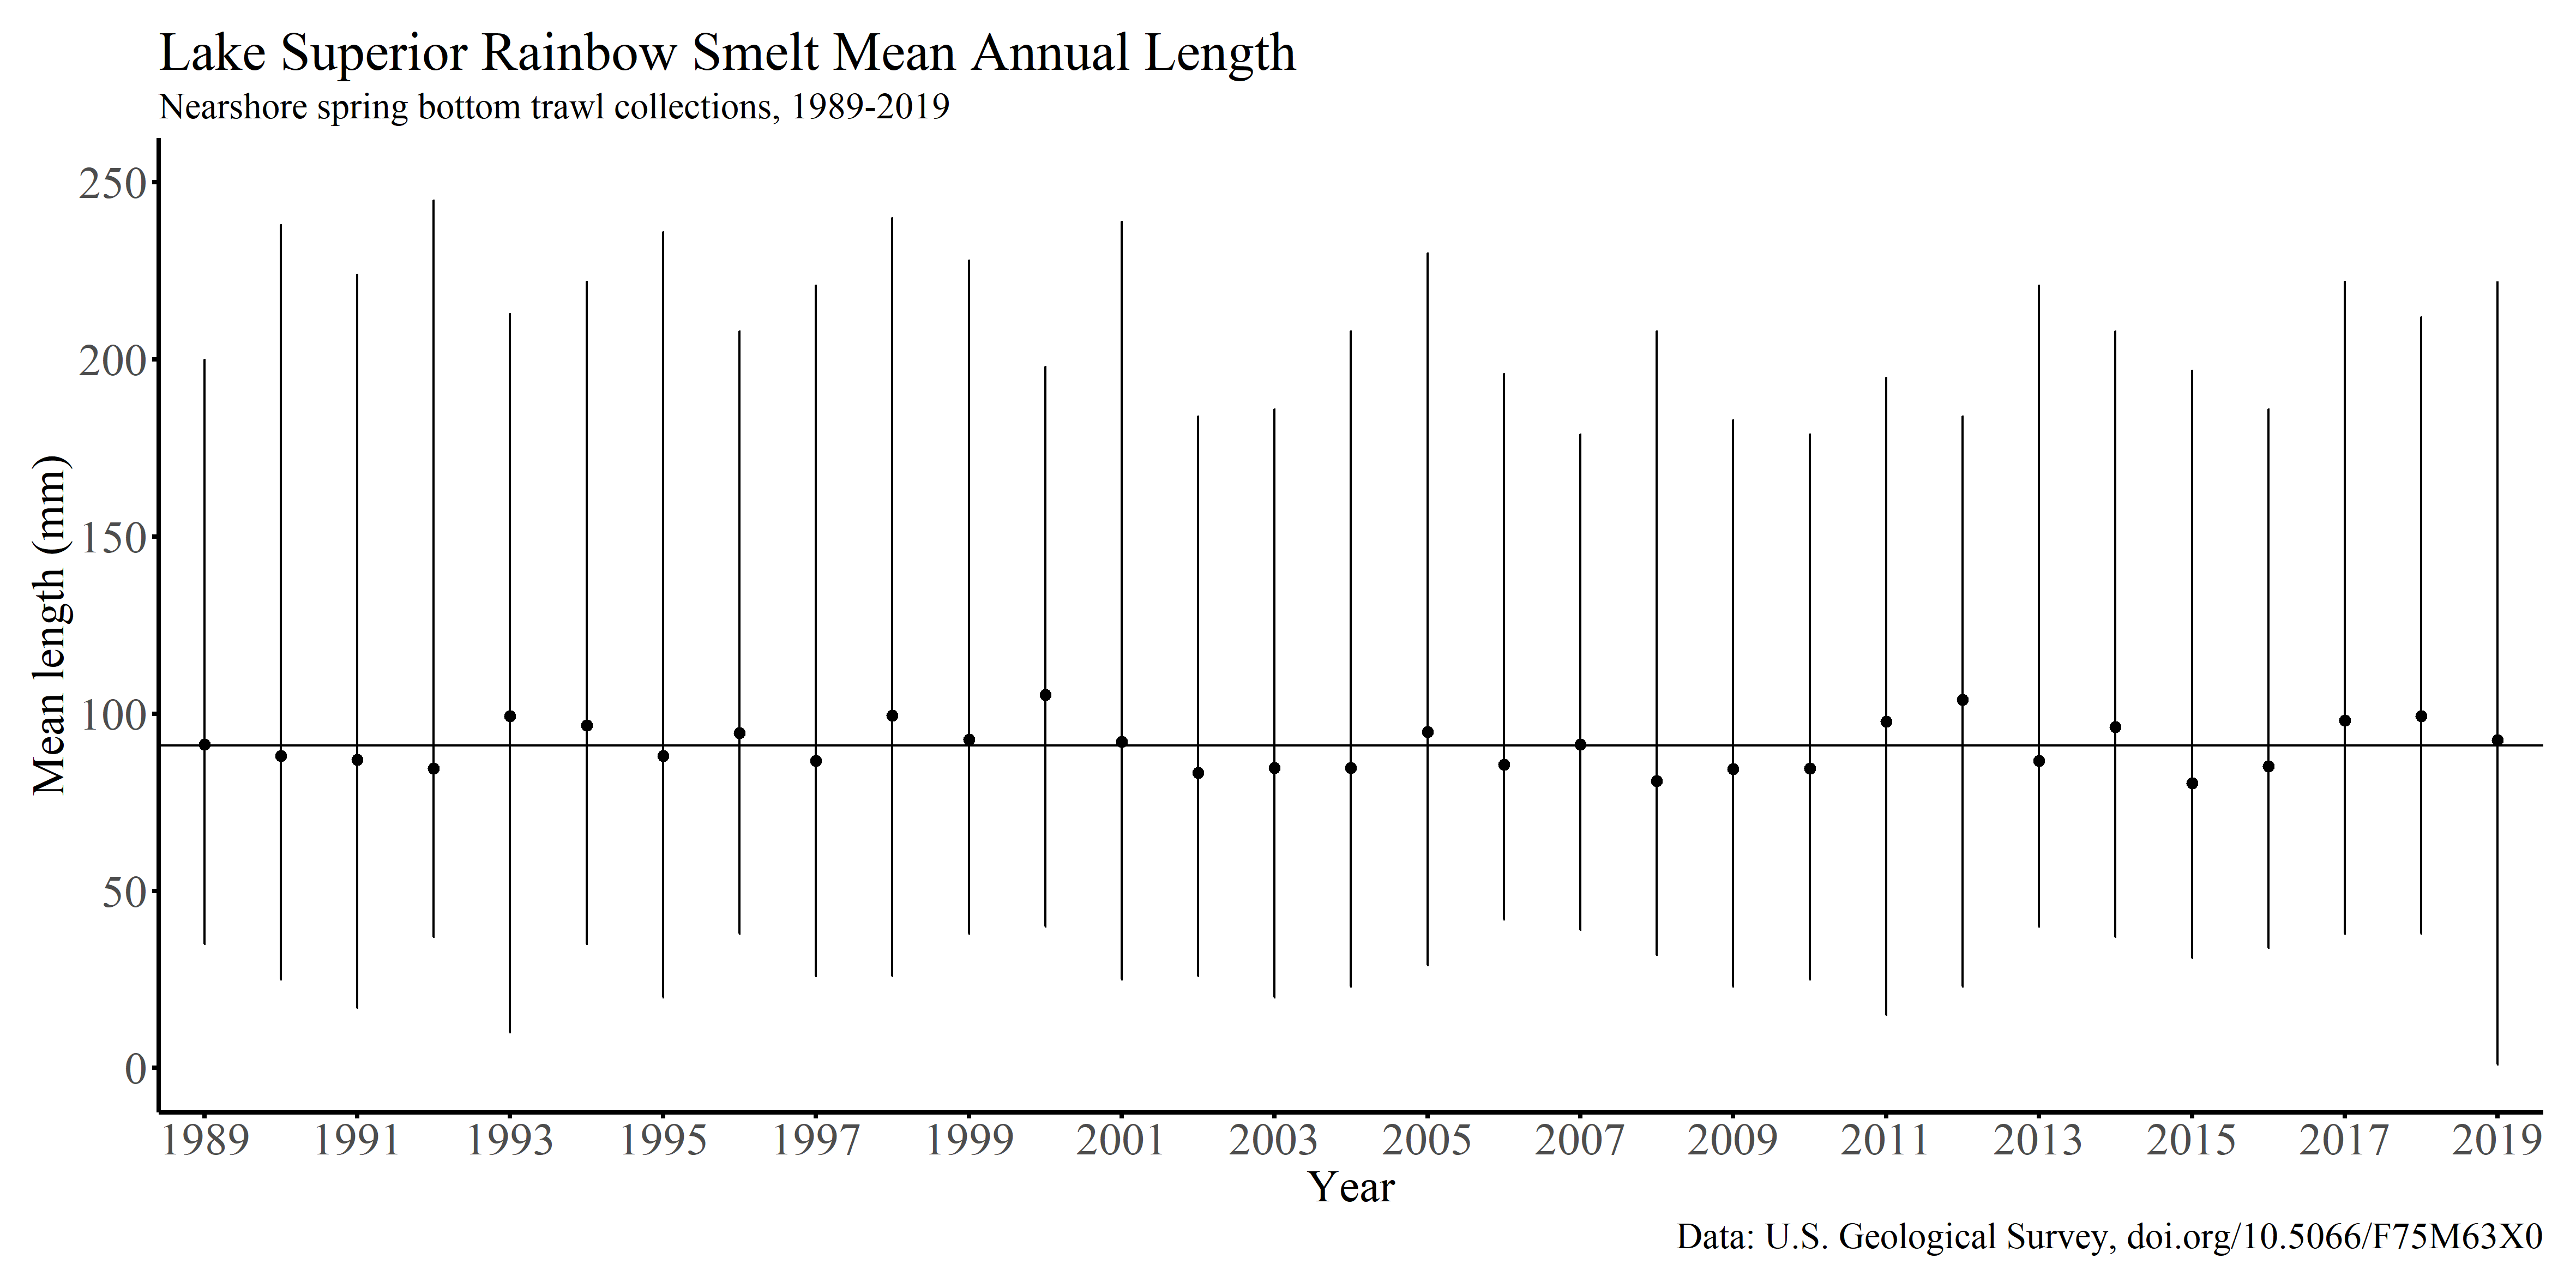 Lake Superior Rainbow Smelt Mean Annual Length
Nearshore spring bottom trawl collections, 1989-2019
Mean length (mm)
250
200
150
100
50
0
1989 1991 1993 1995 1997 1999 2001 2003 2005 2007 2009 2011 2013 2015 2017 2019
Year
Data: U.S. Geological Survey, doi.org/10.5066/F75M63X0